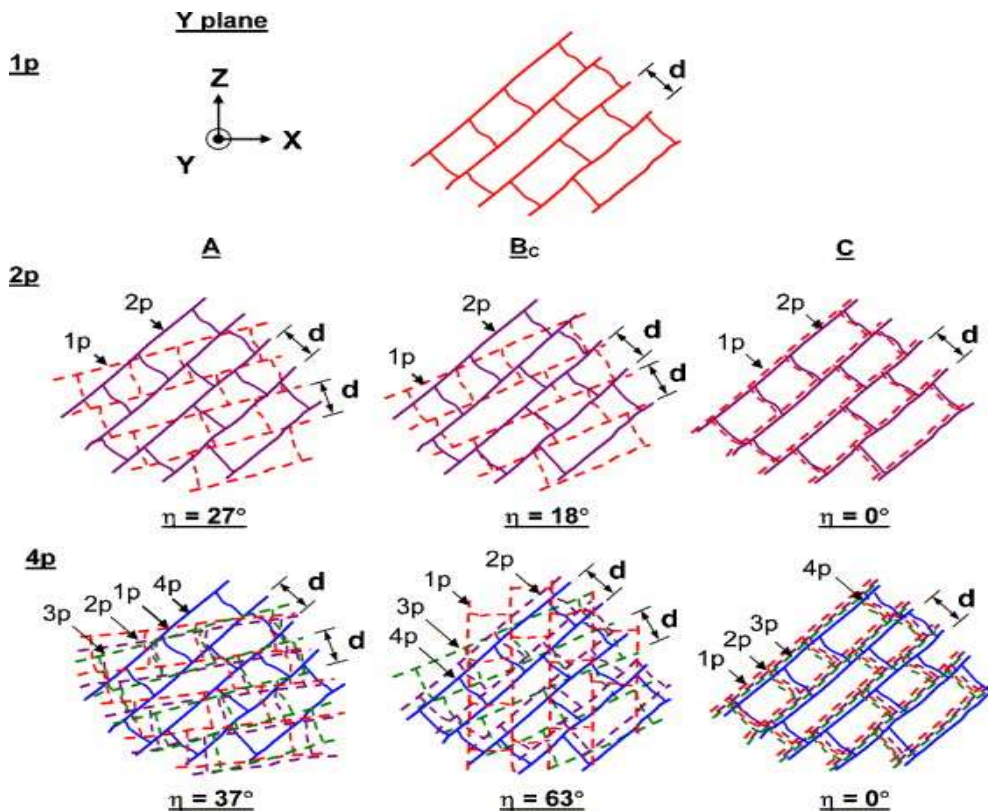 Y plane
1p
Z
X
Y
d
A
B_C
C
2p
2p
1p
d
d
2p
1p
d
d
2p
1p
d
η = 27°
η = 18°
η = 0°
4p
4p
1p
2p
3p
d
d
2p
1p
3p
4p
d
d
4p
3p
2p
1p
d
η = 37°
η = 63°
η = 0°